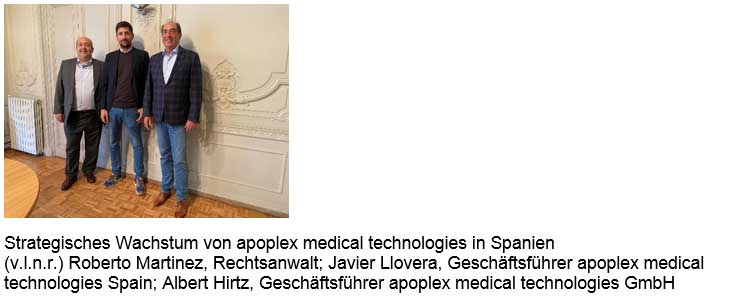 Strategisches Wachstum von apoplex medical technologies in Spanien
(v.l.n.r.) Roberto Martinez, Rechtsanwalt; Javier Llovera, Geschäftsführer apoplex medical
technologies Spain; Albert Hirtz, Geschäftsführer apoplex medical technologies GmbH